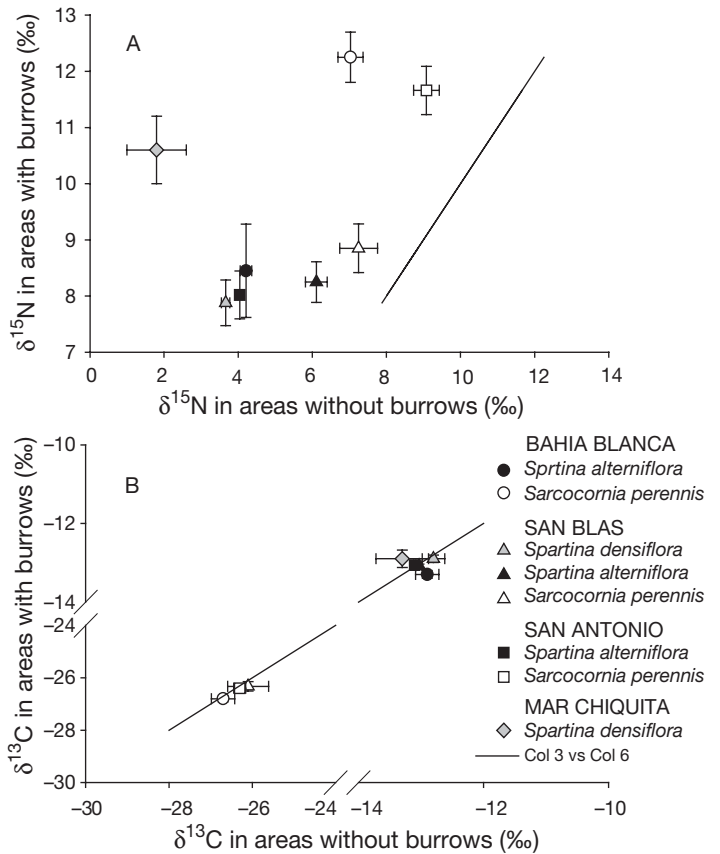 A
δ15N in areas with burrows (‰)
13
12
11
10
9
8
7
0 2 4 6 8 10 12 14
δ15N in areas without burrows (‰)
B
δ13C in areas with burrows (‰)
–10
–12
–14
–24
–26
–28
–30
–30 –28 –26 –24 –14 –12 –10
δ13C in areas without burrows (‰)
BAHIA BLANCA
Sprtina alterniflora
Sarcocornia perennis
SAN BLAS
Spartina densiflora
Spartina alterniflora
Sarcocornia perennis
SAN ANTONIO
Spartina alterniflora
Sarcocornia perennis
MAR CHIQUITA
Spartina densiflora
Col 3 vs Col 6